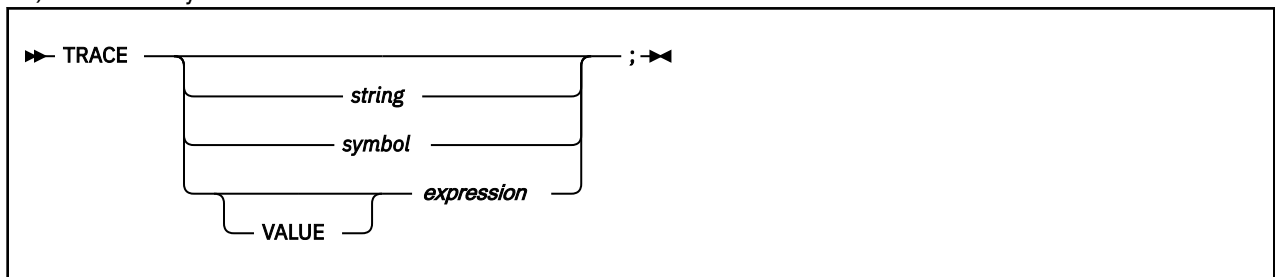 TRACE ;
string
symbol
expression
VALUE